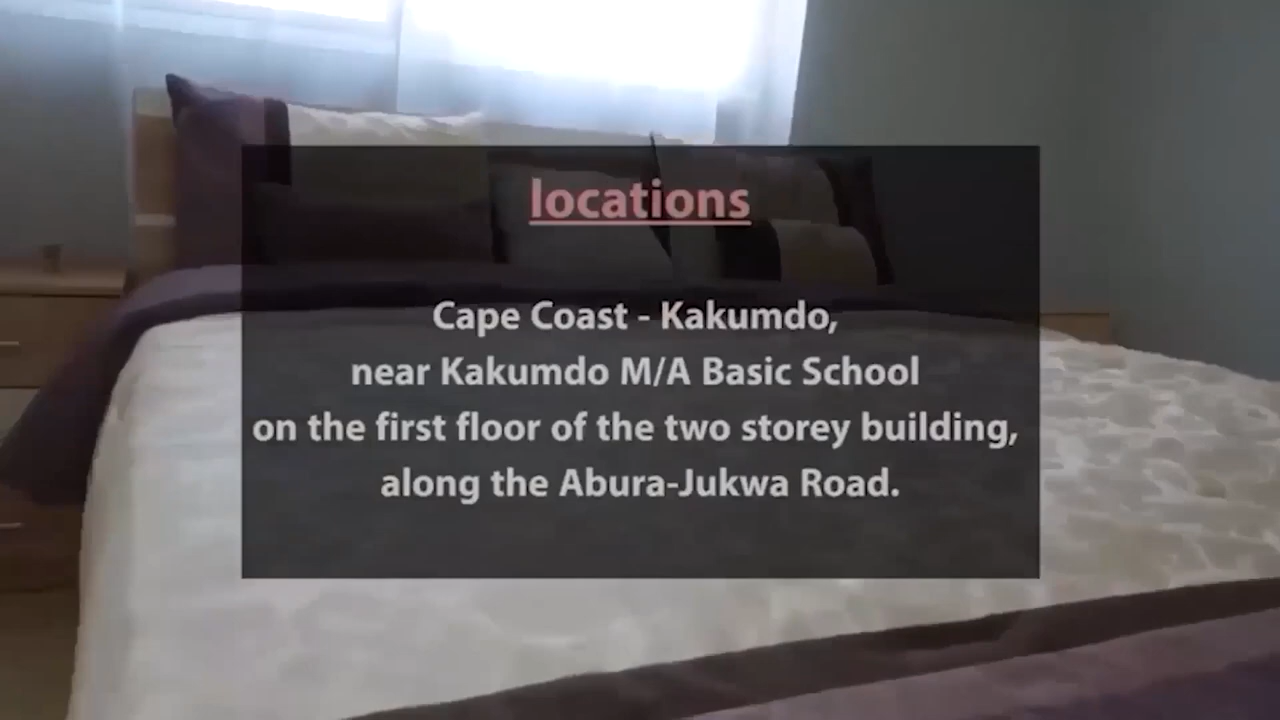 locations
Cape Coast - Kakumdo,
near Kakumdo M/A Basic School
on the first floor of the two storey building,
along the Abura-Jukwa Road.